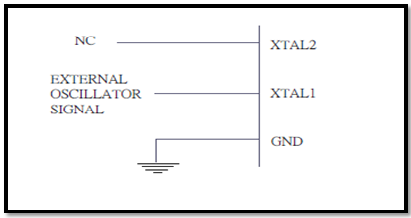 NC
XTAL2
EXTERNAL
OSCILLATOR
SIGNAL
XTAL1
GND